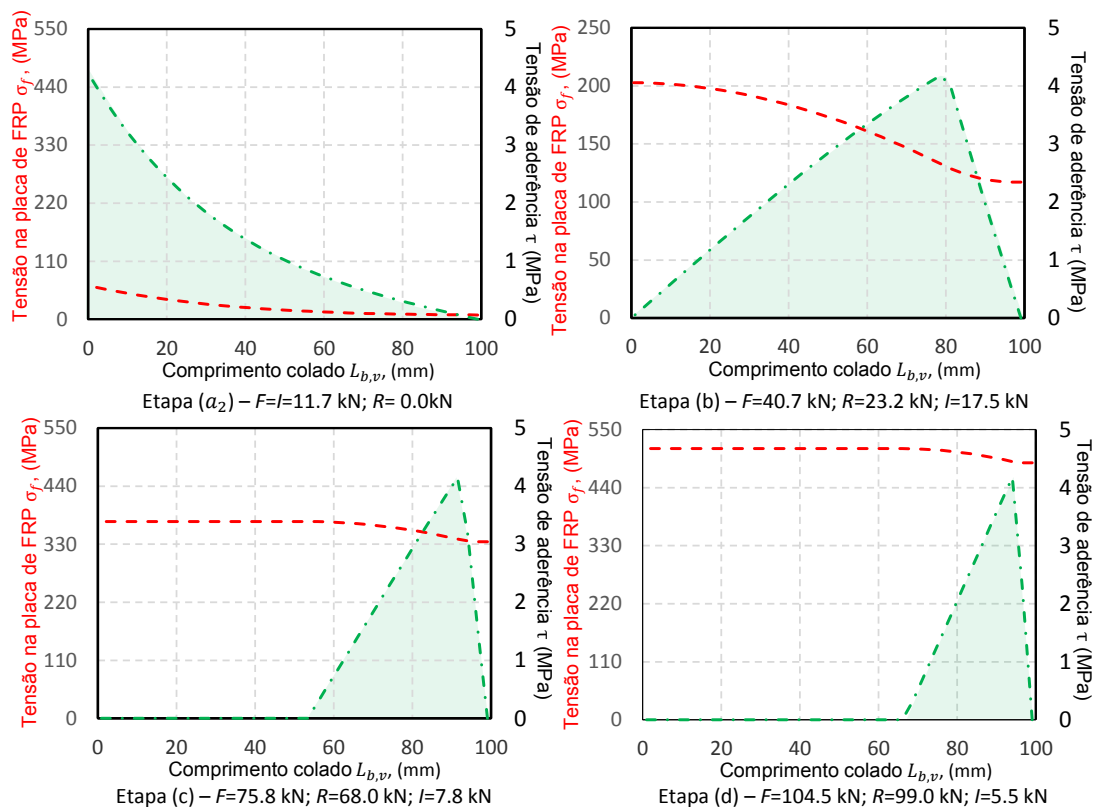 550
440
330
220
110
0
Tensão na placa de FRP σ_f, (MPa)
5
4
3
2
1
0
Tensão de aderência τ (MPa)
0 20 40 60 80 100
Comprimento colado L_{b,v}, (mm)
Etapa (a₂) – F=I=11.7 kN; R= 0.0kN
250
200
150
100
50
0
Tensão na placa de FRP σ_f, (MPa)
5
4
3
2
1
0
Tensão de aderência τ (MPa)
0 20 40 60 80 100
Comprimento colado L_{b,v}, (mm)
Etapa (b) – F=40.7 kN; R=23.2 kN; I=17.5 kN
550
440
330
220
110
0
Tensão na placa de FRP σ_f, (MPa)
5
4
3
2
1
0
Tensão de aderência τ (MPa)
0 20 40 60 80 100
Comprimento colado L_{b,v}, (mm)
Etapa (c) – F=75.8 kN; R=68.0 kN; I=7.8 kN
550
440
330
220
110
0
Tensão na placa de FRP σ_f, (MPa)
5
4
3
2
1
0
Tensão de aderência τ (MPa)
0 20 40 60 80 100
Comprimento colado L_{b,v}, (mm)
Etapa (d) – F=104.5 kN; R=99.0 kN; I=5.5 kN